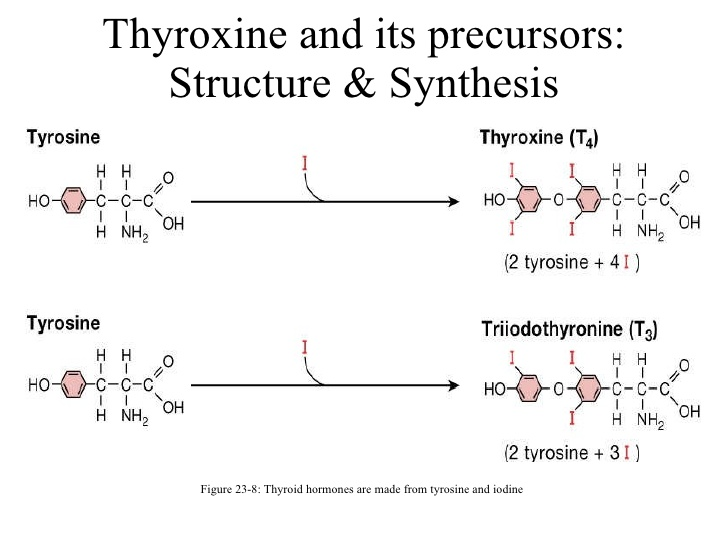 Thyroxine and its precursors:
Structure & Synthesis
Tyrosine
I
Thyroxine (T4)
I I H H O
HO O C C C
I I H NH2 OH
H H O
HO C C C
H NH2 OH
(2 tyrosine + 4 I )
Tyrosine
I
Triiodothyronine (T3)
I I H H O
HO O C C C
I H NH2 OH
H H O
HO C C C
H NH2 OH
(2 tyrosine + 3 I )
Figure 23-8: Thyroid hormones are made from tyrosine and iodine